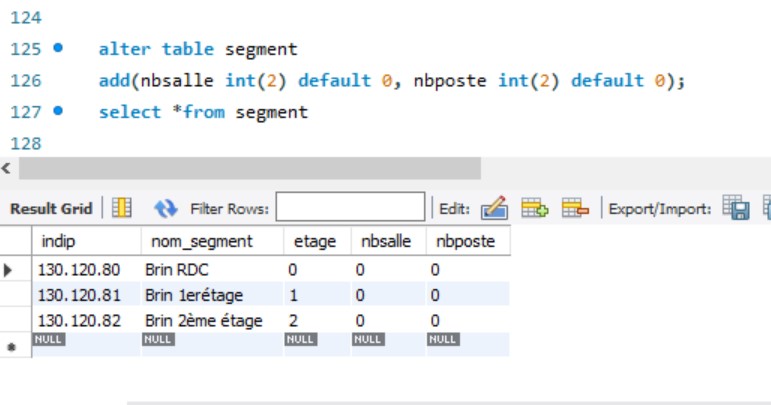 124
125 alter table segment
126 add(nbsalle int(2) default 0, nbposte int(2) default 0);
127 select *from segment
128
Result Grid Filter Rows: Edit: Export/Import:
indip nom_segment etage nbsalle nbposte
130.120.80 Brin RDC 0 0 0
130.120.81 Brin 1erétage 1 0 0
130.120.82 Brin 2ème étage 2 0 0
NULL NULL NULL NULL NULL